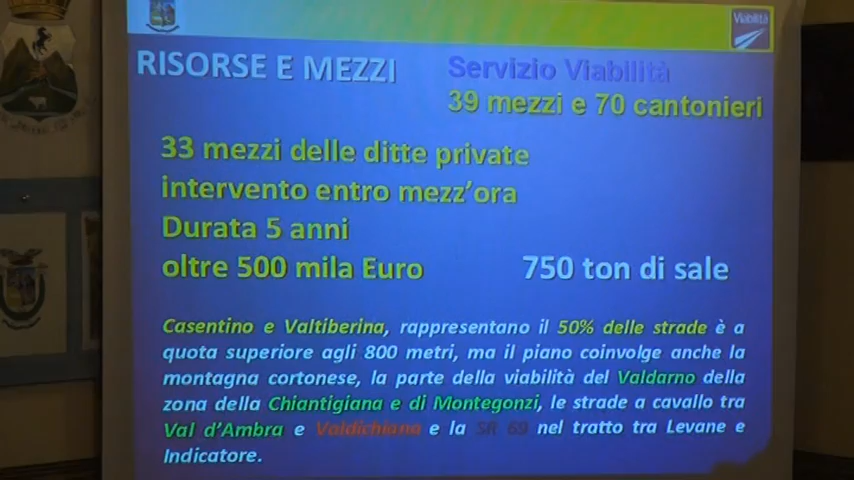 Viabilità
RISORSE E MEZZI
Servizio Viabilità
39 mezzi e 70 cantonieri
33 mezzi delle ditte private
intervento entro mezz'ora
Durata 5 anni
oltre 500 mila Euro
750 ton di sale
Casentino e Valtiberina, rappresentano il 50% delle strade è a
quota superiore agli 800 metri, ma il piano coinvolge anche la
montagna cortonese, la parte della viabilità del Valdarno della
zona della Chiantigiana e di Montegonzi, le strade a cavallo tra
Val d'Ambra e Valdichiana e la SR 69 nel tratto tra Levane e
Indicatore.